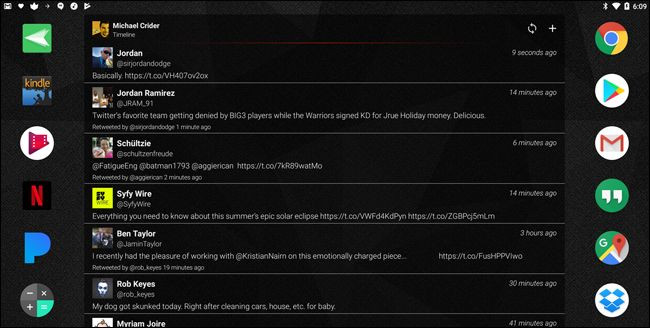 6:09
Michael Crider
Timeline
Jordan
9 seconds ago
@sirjordandodge
Basically. https://t.co/VH407ov2ox
Jordan Ramirez
14 minutes ago
@JRAM_91
Twitter's favorite team getting denied by BIG3 players while the Warriors signed KD for Jrue Holiday money. Delicious.
Retweeted by @sirjordandodge 1 minute ago
Schültzie
6 minutes ago
@schultzenfreude
@FatigueEng @batman1793 @aggierican https://t.co/7kR89watMo
Retweeted by @aggierican 2 minutes ago
Syfy Wire
14 minutes ago
@SyfyWire
Everything you need to know about this summer's epic solar eclipse https://t.co/VWFd4KdPyn https://t.co/ZGBPcj5mLm
Ben Taylor
3 hours ago
@JaminTaylor
I recently had the pleasure of working with @KristianNairn on this emotionally charged piece... https://t.co/FusHPPVIwo
Retweeted by @rob_keyes 19 minutes ago
Rob Keyes
30 minutes ago
@rob_keyes
My dog got skunked today. Right after cleaning cars, house, etc. for baby.
Myriam Joire
41 minutes ago
kindle
SYFY
WIRE
N